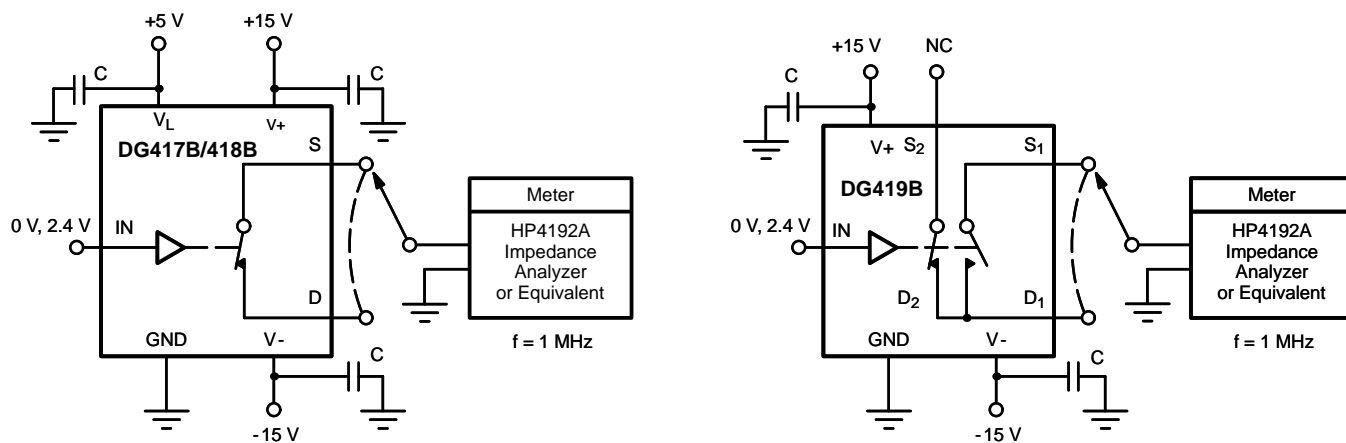 +5 V
+15 V
C
C
VL
V+
DG417B/418B
S
0 V, 2.4 V
IN
D
GND
V-
C
-15 V
Meter
HP4192A
Impedance
Analyzer
or Equivalent
f = 1 MHz
+15 V
NC
C
V+
S2
S1
DG419B
0 V, 2.4 V
IN
D2
D1
GND
V-
C
-15 V
Meter
HP4192A
Impedance
Analyzer
or Equivalent
f = 1 MHz